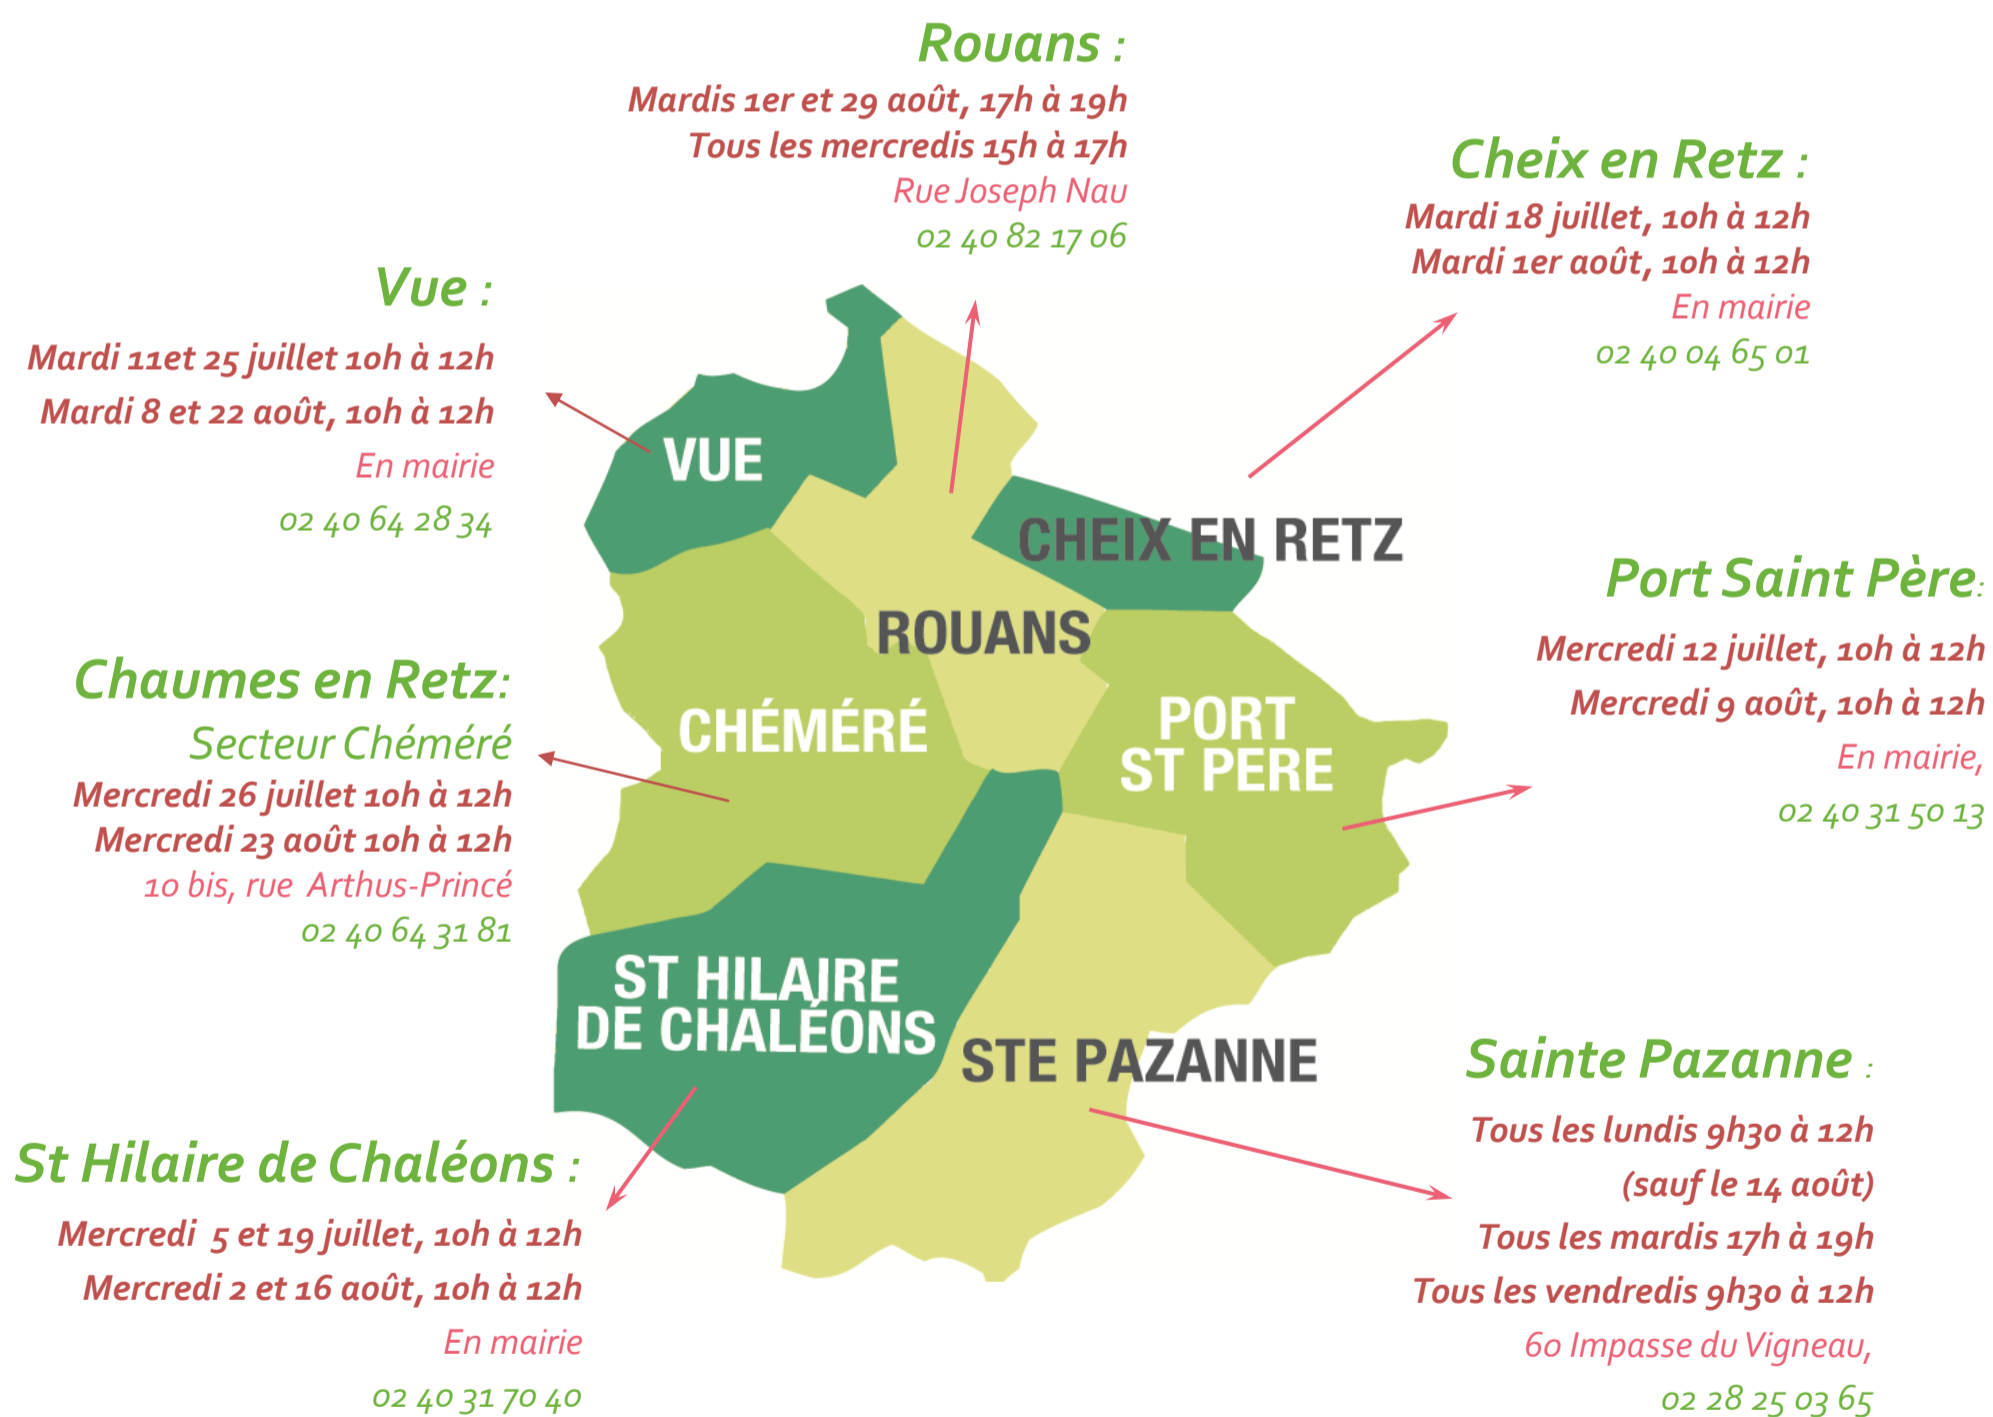 Rouans :
Mardis 1er et 29 août, 17h à 19h
Tous les mercredis 15h à 17h
Rue Joseph Nau
02 40 82 17 06
Cheix en Retz :
Mardi 18 juillet, 10h à 12h
Mardi 1er août, 10h à 12h
En mairie
02 40 04 65 01
Vue :
Mardi 11et 25 juillet 10h à 12h
Mardi 8 et 22 août, 10h à 12h
En mairie
02 40 64 28 34
VUE
CHEIX EN RETZ
ROUANS
Port Saint Père:
Mercredi 12 juillet, 10h à 12h
Mercredi 9 août, 10h à 12h
En mairie,
02 40 31 50 13
Chaumes en Retz:
Secteur Chéméré
Mercredi 26 juillet 10h à 12h
Mercredi 23 août 10h à 12h
10 bis, rue  Arthus-Princé
02 40 64 31 81
CHÉMÉRÉ
PORT
ST PERE
ST HILAIRE
DE CHALÉONS
STE PAZANNE
Sainte Pazanne :
Tous les lundis 9h30 à 12h
(sauf le 14 août)
Tous les mardis 17h à 19h
Tous les vendredis 9h30 à 12h
60 Impasse du Vigneau,
02 28 25 03 65
St Hilaire de Chaléons :
Mercredi  5 et 19 juillet, 10h à 12h
Mercredi 2 et 16 août, 10h à 12h
En mairie
02 40 31 70 40